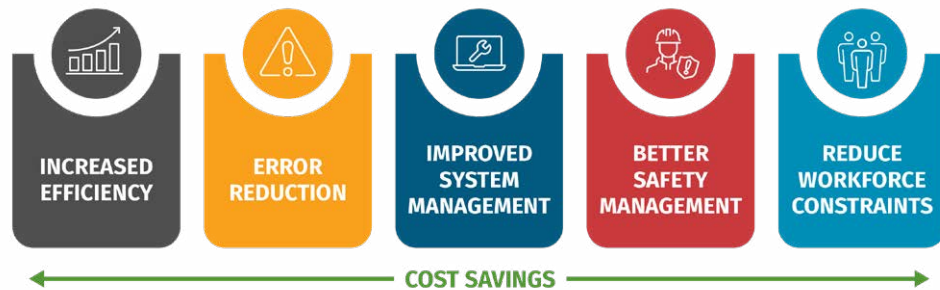 INCREASED
EFFICIENCY
ERROR
REDUCTION
IMPROVED
SYSTEM
MANAGEMENT
BETTER
SAFETY
MANAGEMENT
REDUCE
WORKFORCE
CONSTRAINTS
COST SAVINGS